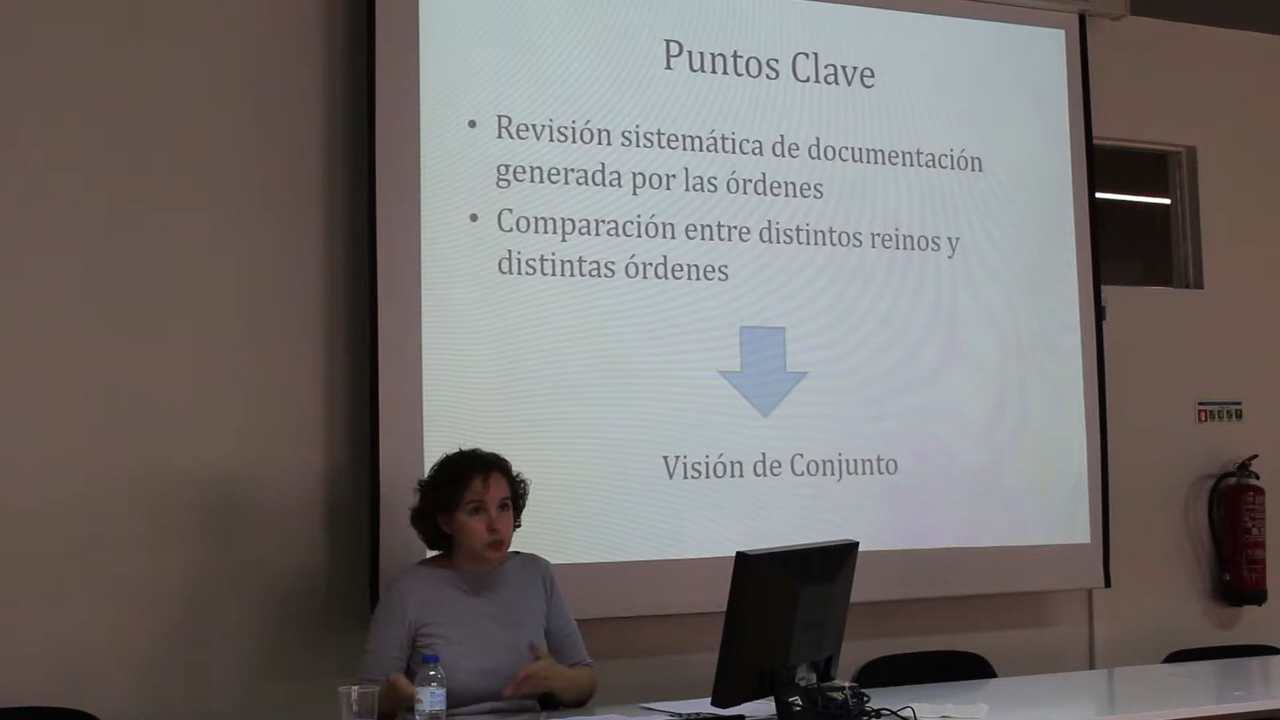 Puntos Clave
• Revisión sistemática de documentación
generada por las órdenes
• Comparación entre distintos reinos y
distintas órdenes
Visión de Conjunto